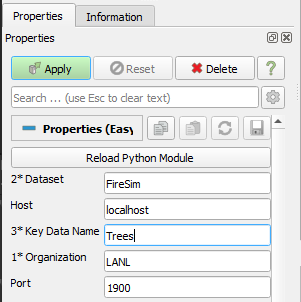 Properties Information
Properties
Apply Reset Delete ?
Search ... (use Esc to clear text)
Properties (Easy
Reload Python Module
2* Dataset FireSim
Host localhost
3* Key Data Name Trees
1* Organization LANL
Port 1900